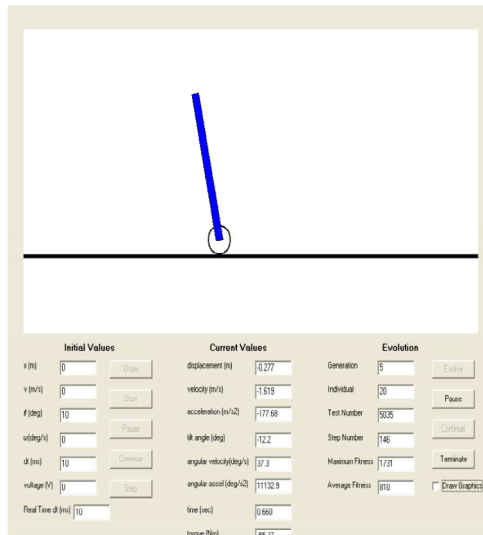 Initial Values
x (m) 0 Draw
v (m/s) 0 Start
(deg) 10 Pause
ω(deg/s) 0
dt (ms) 10 Continue
voltage (V) 0 Step
Real Time dt (ms) 10
Current Values
displacement (m) -0.277
velocity (m/s) -1.619
acceleration (m/s2) -177.68
tilt angle (deg) -12.2
angular velocity(deg/s) 37.3
angular accel (deg/s2) 11132.9
time (sec) 0.660
torque (Nm) -55.37
Evolution
Generation 5 Evolve
Individual 20 Pause
Test Number 5035 Continue
Step Number 146
Maximum Fitness 1731 Terminate
Average Fitness 810 Draw Graphics